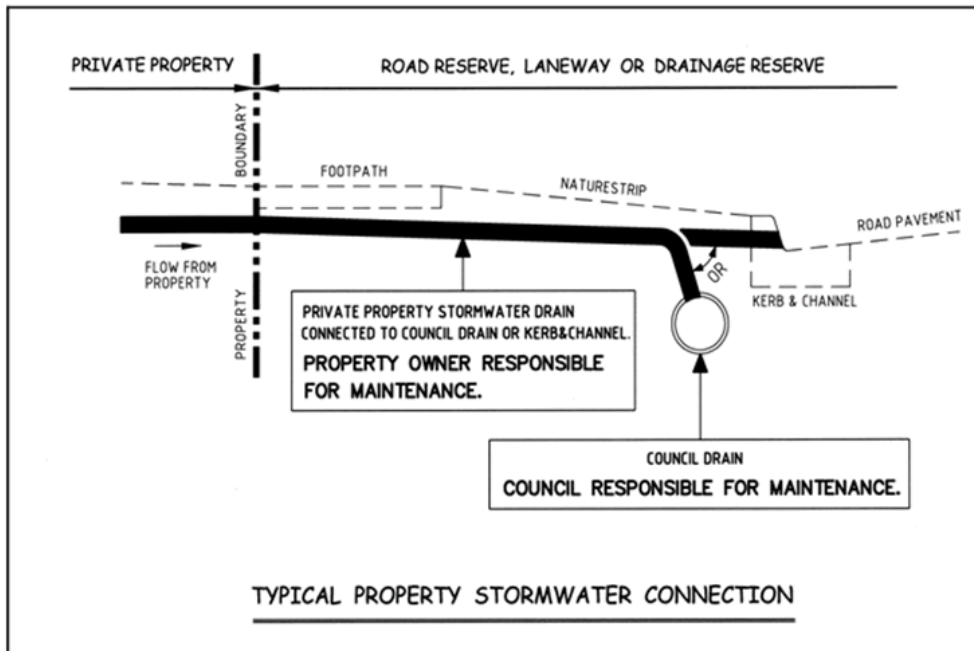 PRIVATE PROPERTY
ROAD RESERVE, LANEWAY OR DRAINAGE RESERVE
PROPERTY BOUNDARY
FOOTPATH
NATURESTRIP
ROAD PAVEMENT
FLOW FROM
PROPERTY
OR
KERB & CHANNEL
PRIVATE PROPERTY STORMWATER DRAIN
CONNECTED TO COUNCIL DRAIN OR KERB&CHANNEL.
PROPERTY OWNER RESPONSIBLE
FOR MAINTENANCE.
COUNCIL DRAIN
COUNCIL RESPONSIBLE FOR MAINTENANCE.
TYPICAL PROPERTY STORMWATER CONNECTION